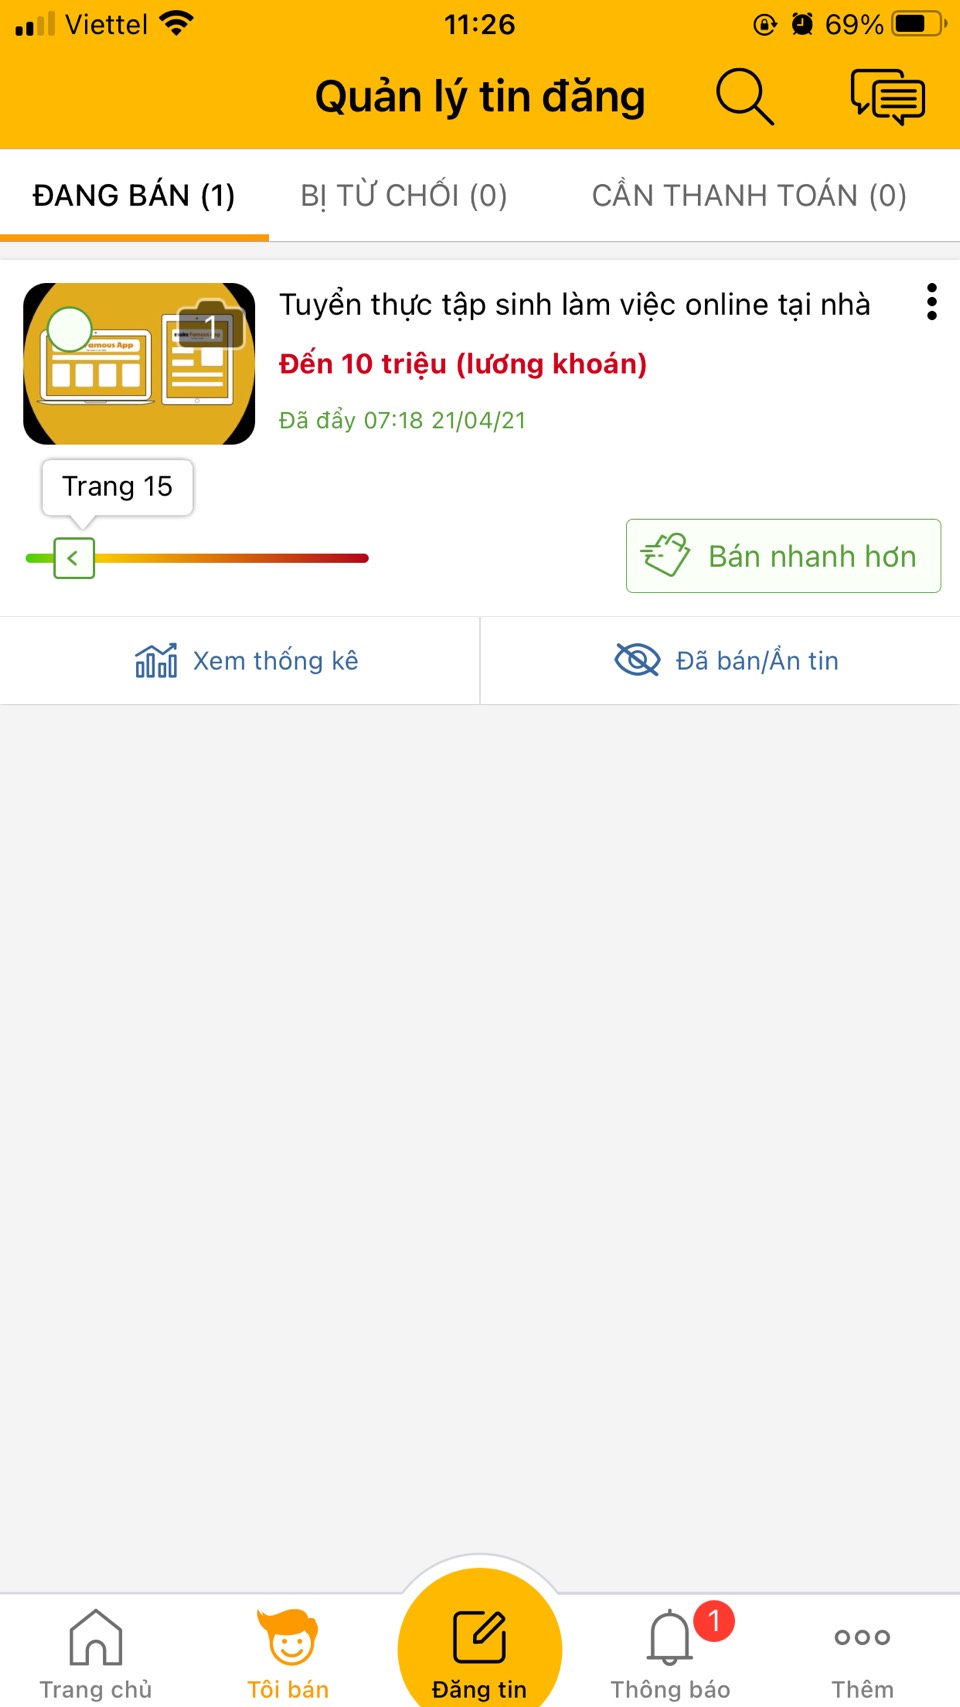 Viettel
11:26
69%
Quản lý tin đăng
ĐANG BÁN (1)
BỊ TỪ CHỐI (0)
CẦN THANH TOÁN (0)
1
Famous App
Tuyển thực tập sinh làm việc online tại nhà
Đến 10 triệu (lương khoán)
Đã đẩy 07:18 21/04/21
Trang 15
Bán nhanh hơn
Xem thống kê
Đã bán/Ẩn tin
Trang chủ
Tôi bán
Đăng tin
1
Thông báo
Thêm